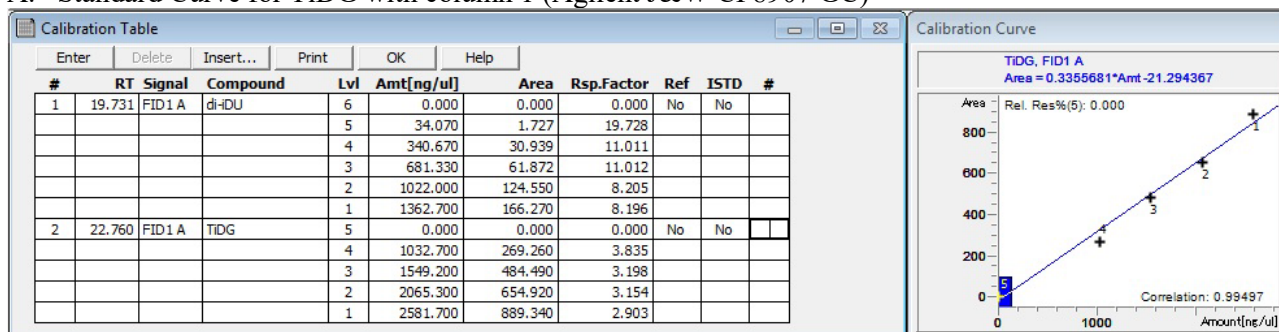 A. Standard Curve for TiDG with column 1 (Agilent J&W CP8907 GC)
Calibration Table
Enter Delete Insert... Print OK Help
# RT Signal Compound Lvl Amt[ng/ul] Area Rsp.Factor Ref ISTD #
1 19.731 FID1 A di-iDU 6 0.000 0.000 0.000 No No
5 34.070 1.727 19.728
4 340.670 30.939 11.011
3 681.330 61.872 11.012
2 1022.000 124.550 8.205
1 1362.700 166.270 8.196
2 22.760 FID1 A TiDG 5 0.000 0.000 0.000 No No
4 1032.700 269.260 3.835
3 1549.200 484.490 3.198
2 2065.300 654.920 3.154
1 2581.700 889.340 2.903
Calibration Curve
TiDG, FID1 A
Area = 0.3355681*Amt -21.294367
Area
Rel. Res%(5): 0.000
800
600
400
200
0
1
2
3
4
5
Correlation: 0.99497
0 1000 Amount[ng/ul]